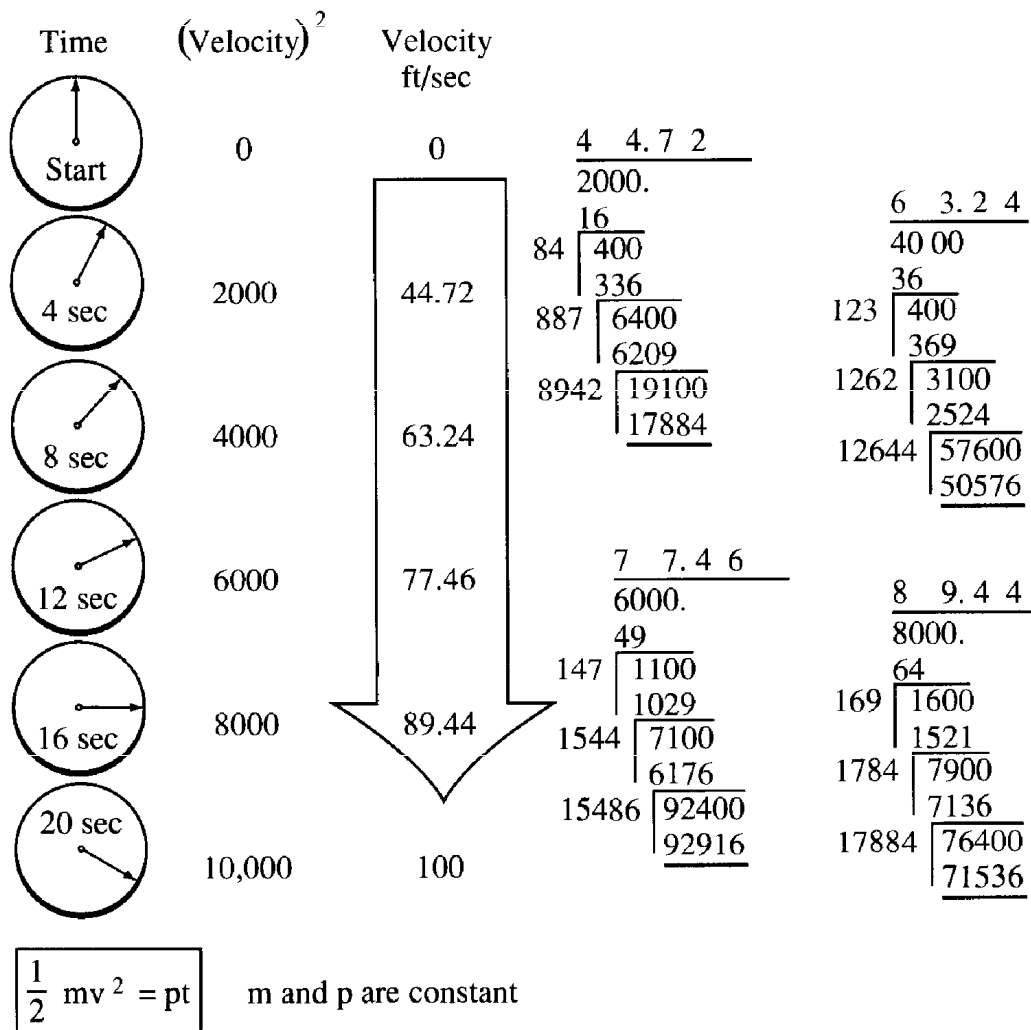 Time (Velocity)² Velocity
ft/sec
Start 0 0
4 sec 2000 44.72
8 sec 4000 63.24
12 sec 6000 77.46
16 sec 8000 89.44
20 sec 10,000 100
4 4.7 2
2000.
16
84 400
336
887 6400
6209
8942 19100
17884
6 3.2 4
40 00
36
123 400
369
1262 3100
2524
12644 57600
50576
7 7.4 6
6000.
49
147 1100
1029
1544 7100
6176
15486 92400
92916
8 9.4 4
8000.
64
169 1600
1521
1784 7900
7136
17884 76400
71536
1/2 mv² = pt m and p are constant